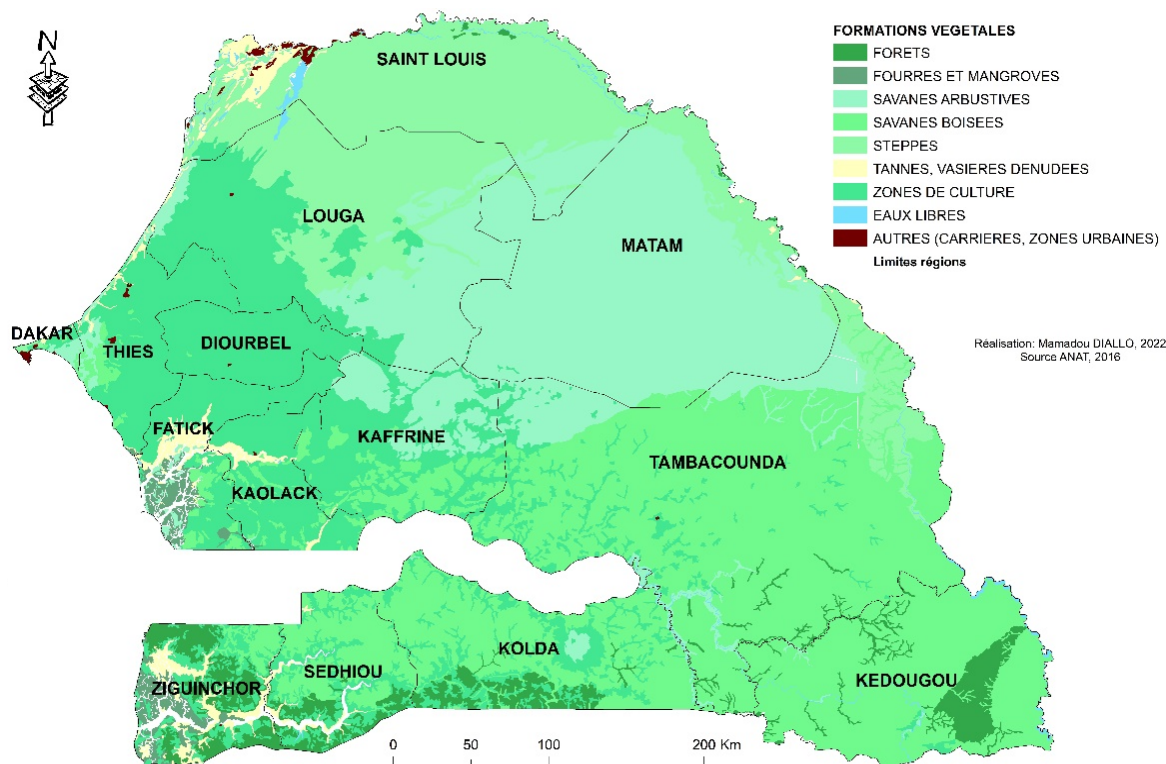 N
FORMATIONS VEGETALES
FORETS
FOURRES ET MANGROVES
SAVANES ARBUSTIVES
SAVANES BOISEES
STEPPES
TANNES, VASIERES DENUDEES
ZONES DE CULTURE
EAUX LIBRES
AUTRES (CARRIERES, ZONES URBAINES)
Limites régions
SAINT LOUIS
LOUGA
MATAM
DAKAR
THIES
DIOURBEL
Réalisation: Mamadou DIALLO, 2022
Source ANAT, 2016
FATICK
KAFFRINE
TAMBACOUNDA
KAOLACK
KOLDA
SEDHIOU
ZIGUINCHOR
KEDOUGOU
0 50 100 200 Km